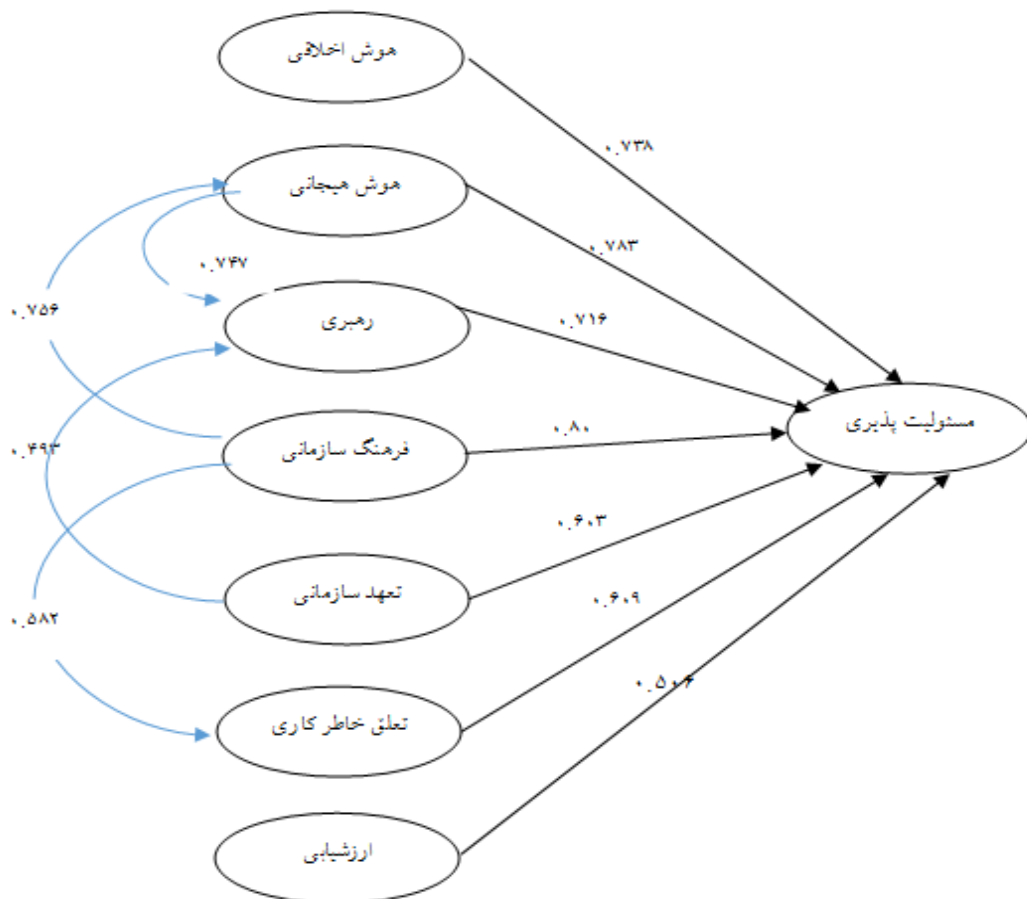 هوش اخلاقی
۰.۷۳۸
هوش هیجانی
۰.۷۸۳
۰.۷۴۷
۰.۷۵۶
رهبری
۰.۷۱۶
مسئولیت پذیری
۰.۸۰
فرهنگ سازمانی
۰.۴۹۳
۰.۶۰۳
تعهد سازمانی
۰.۶۰۹
۰.۵۸۲
۰.۵۰۶
تعلق خاطر کاری
ارزشیابی